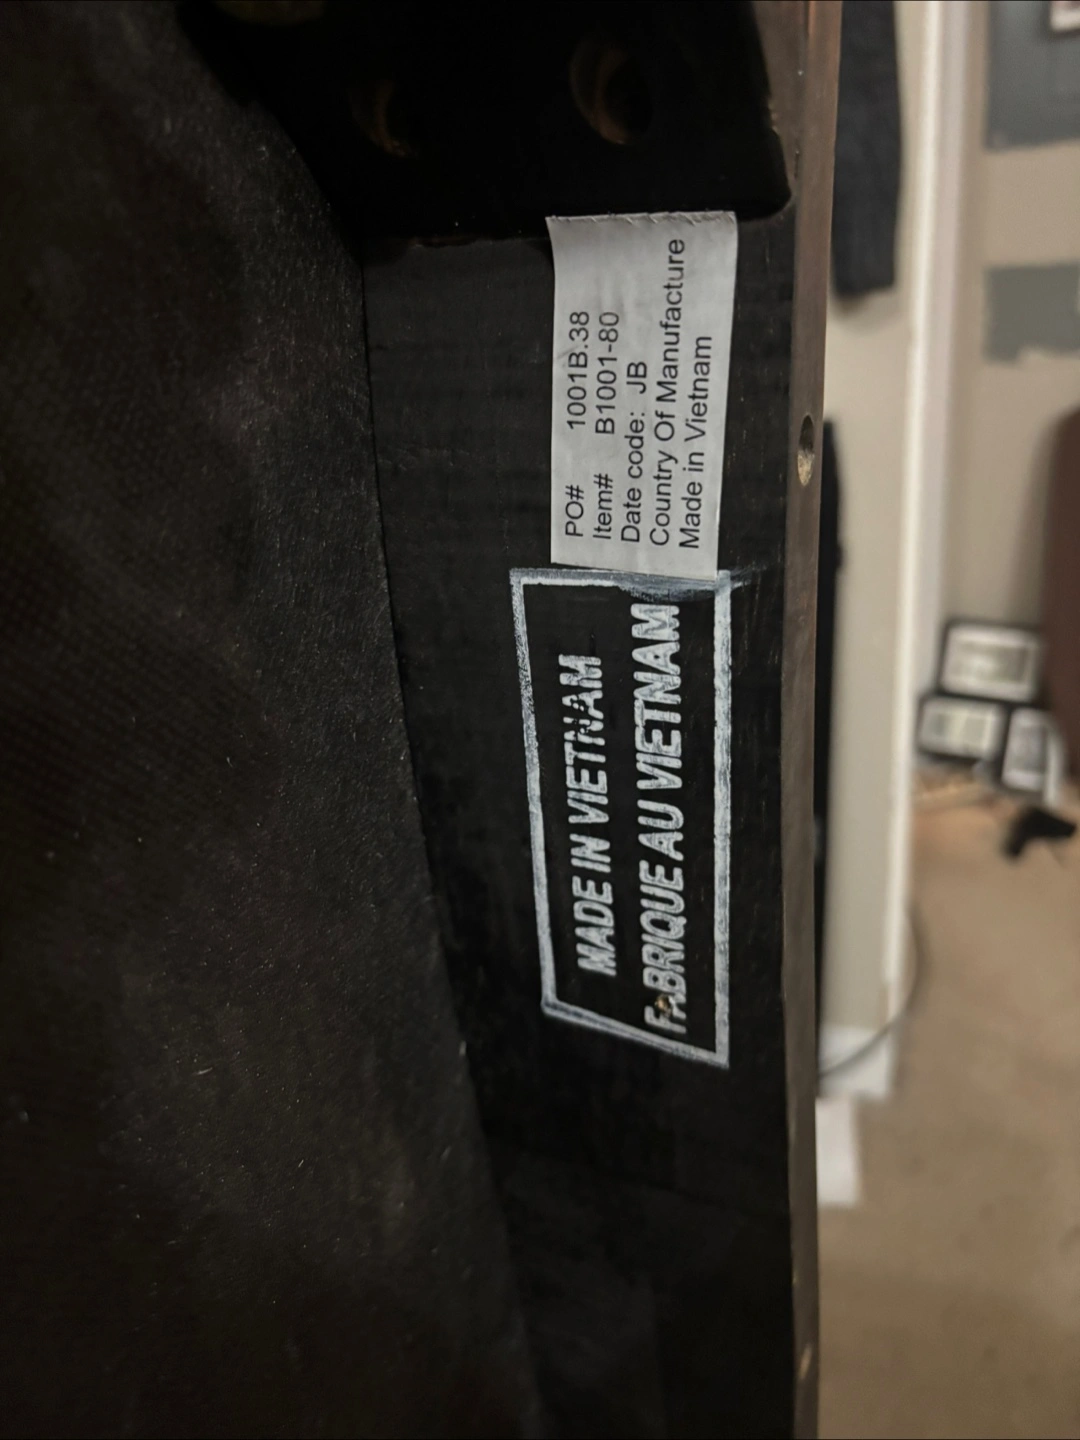 PO# 1001B.38
Item# B1001-80
Date code: JB
Country Of Manufacture
Made in Vietnam
MADE IN VIETNAM
FABRIQUE AU VIETNAM